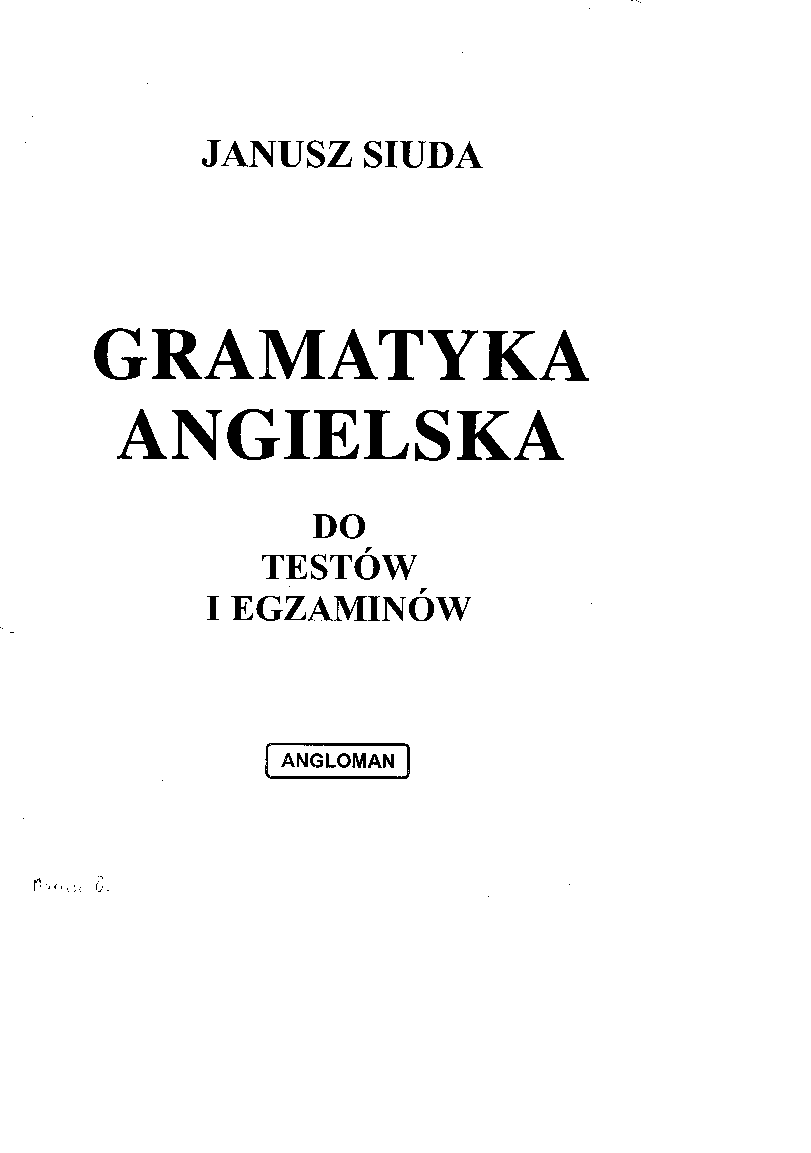 JANUSZ SIUDA
GRAMATYKA
ANGIELSKA
DO
TESTÓW
I EGZAMINÓW
ANGLOMAN